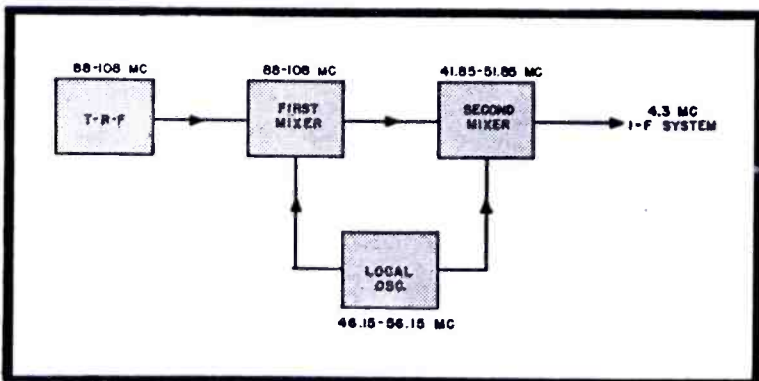 88-108 MC
T-R-F
88-108 MC
FIRST
MIXER
41.85-51.85 MC
SECOND
MIXER
4.3 MC
I-F SYSTEM
LOCAL
OSC.
46.15-56.15 MC